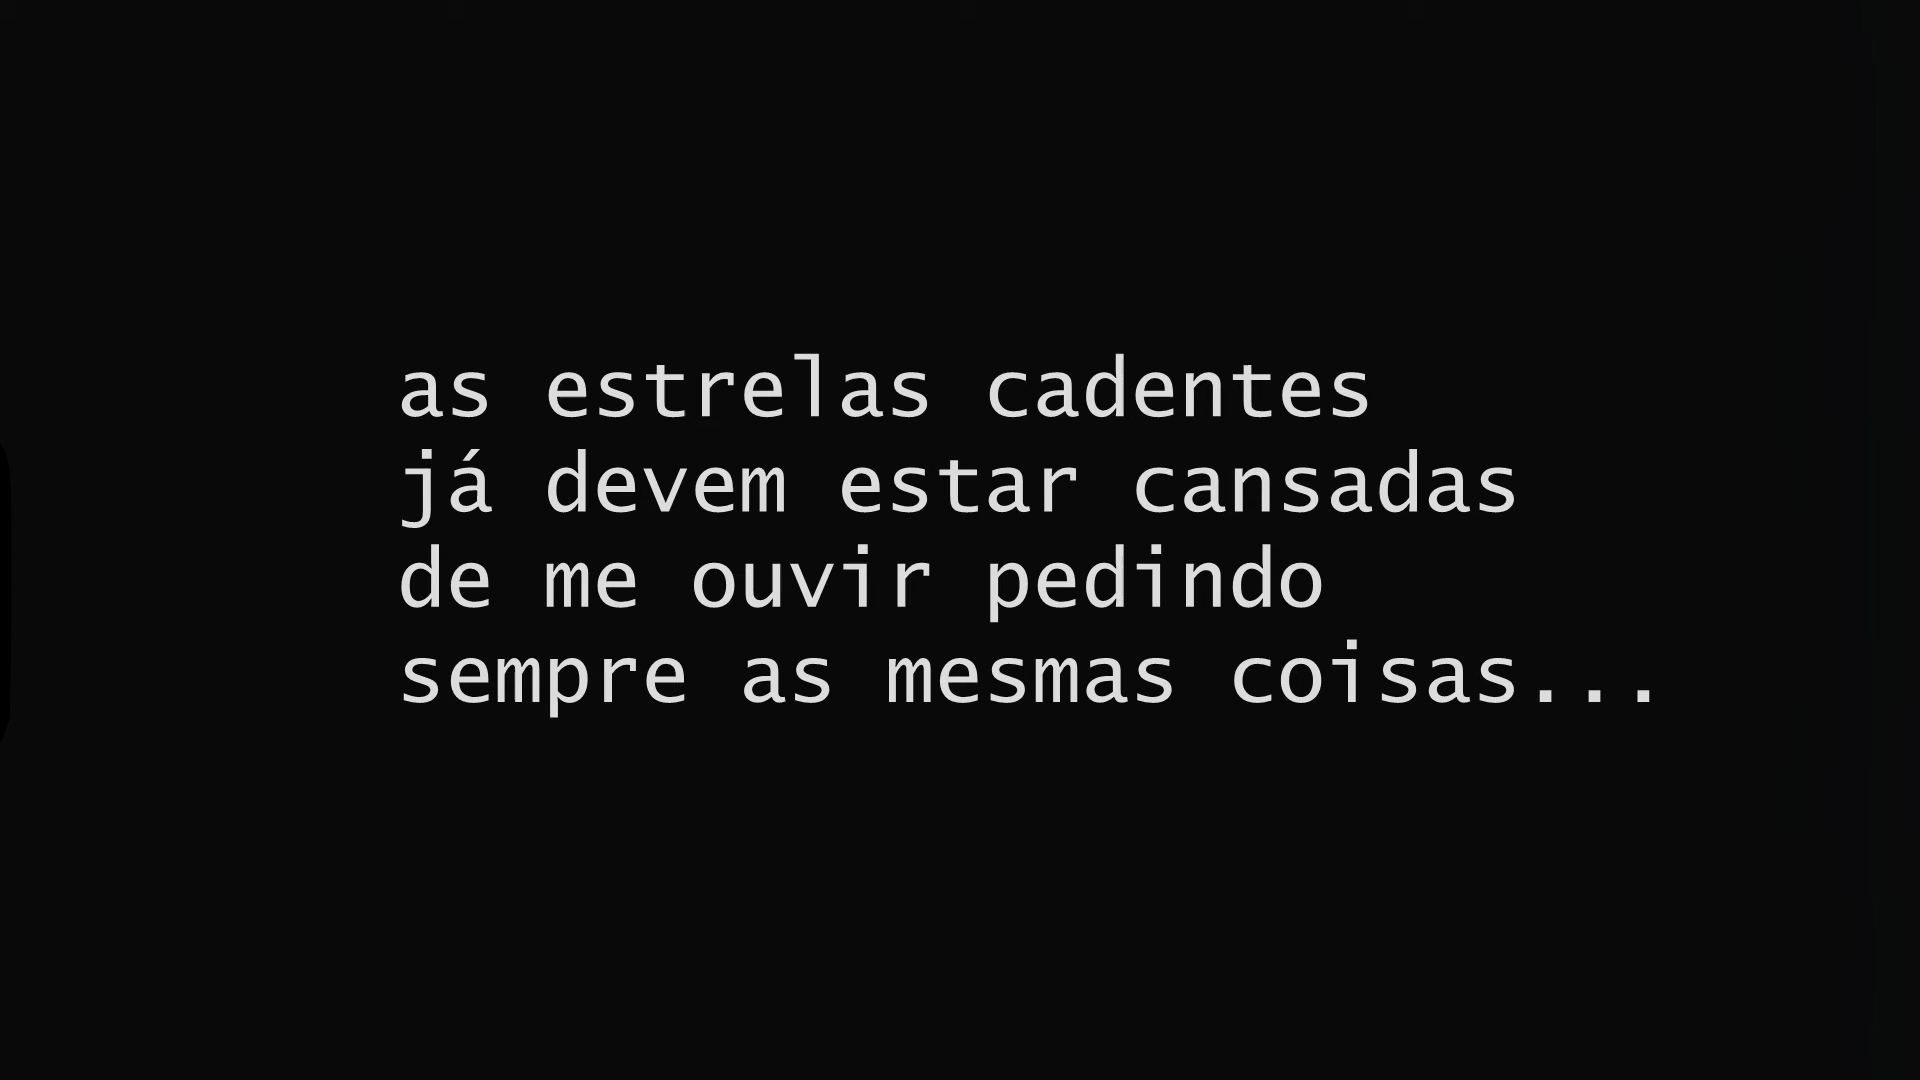 as estrelas cadentes
já devem estar cansadas
de me ouvir pedindo
sempre as mesmas coisas...